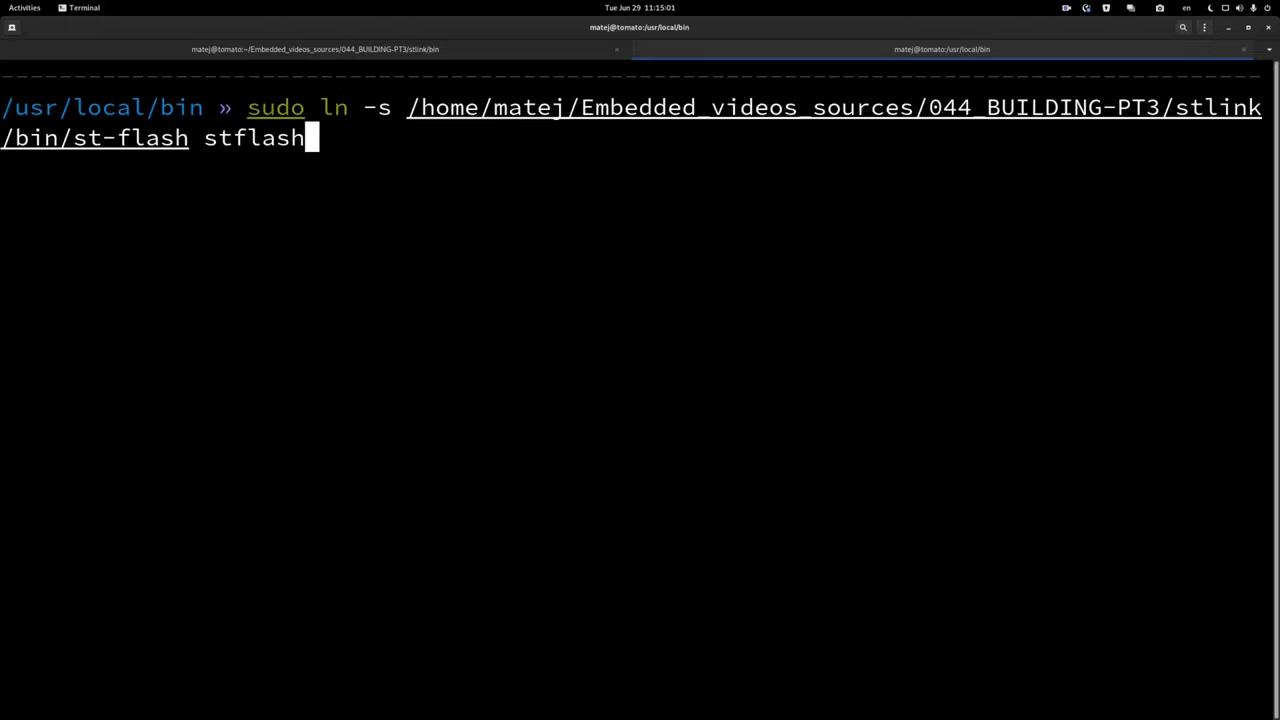 Activities Terminal Tue Jun 29 11:15:01 en
matej@tomato:/usr/local/bin
matej@tomato:~/Embedded_videos_sources/044_BUILDING-PT3/stlink/bin × matej@tomato:/usr/local/bin ×
/usr/local/bin » sudo ln -s /home/matej/Embedded_videos_sources/044_BUILDING-PT3/stlink
/bin/st-flash stflash